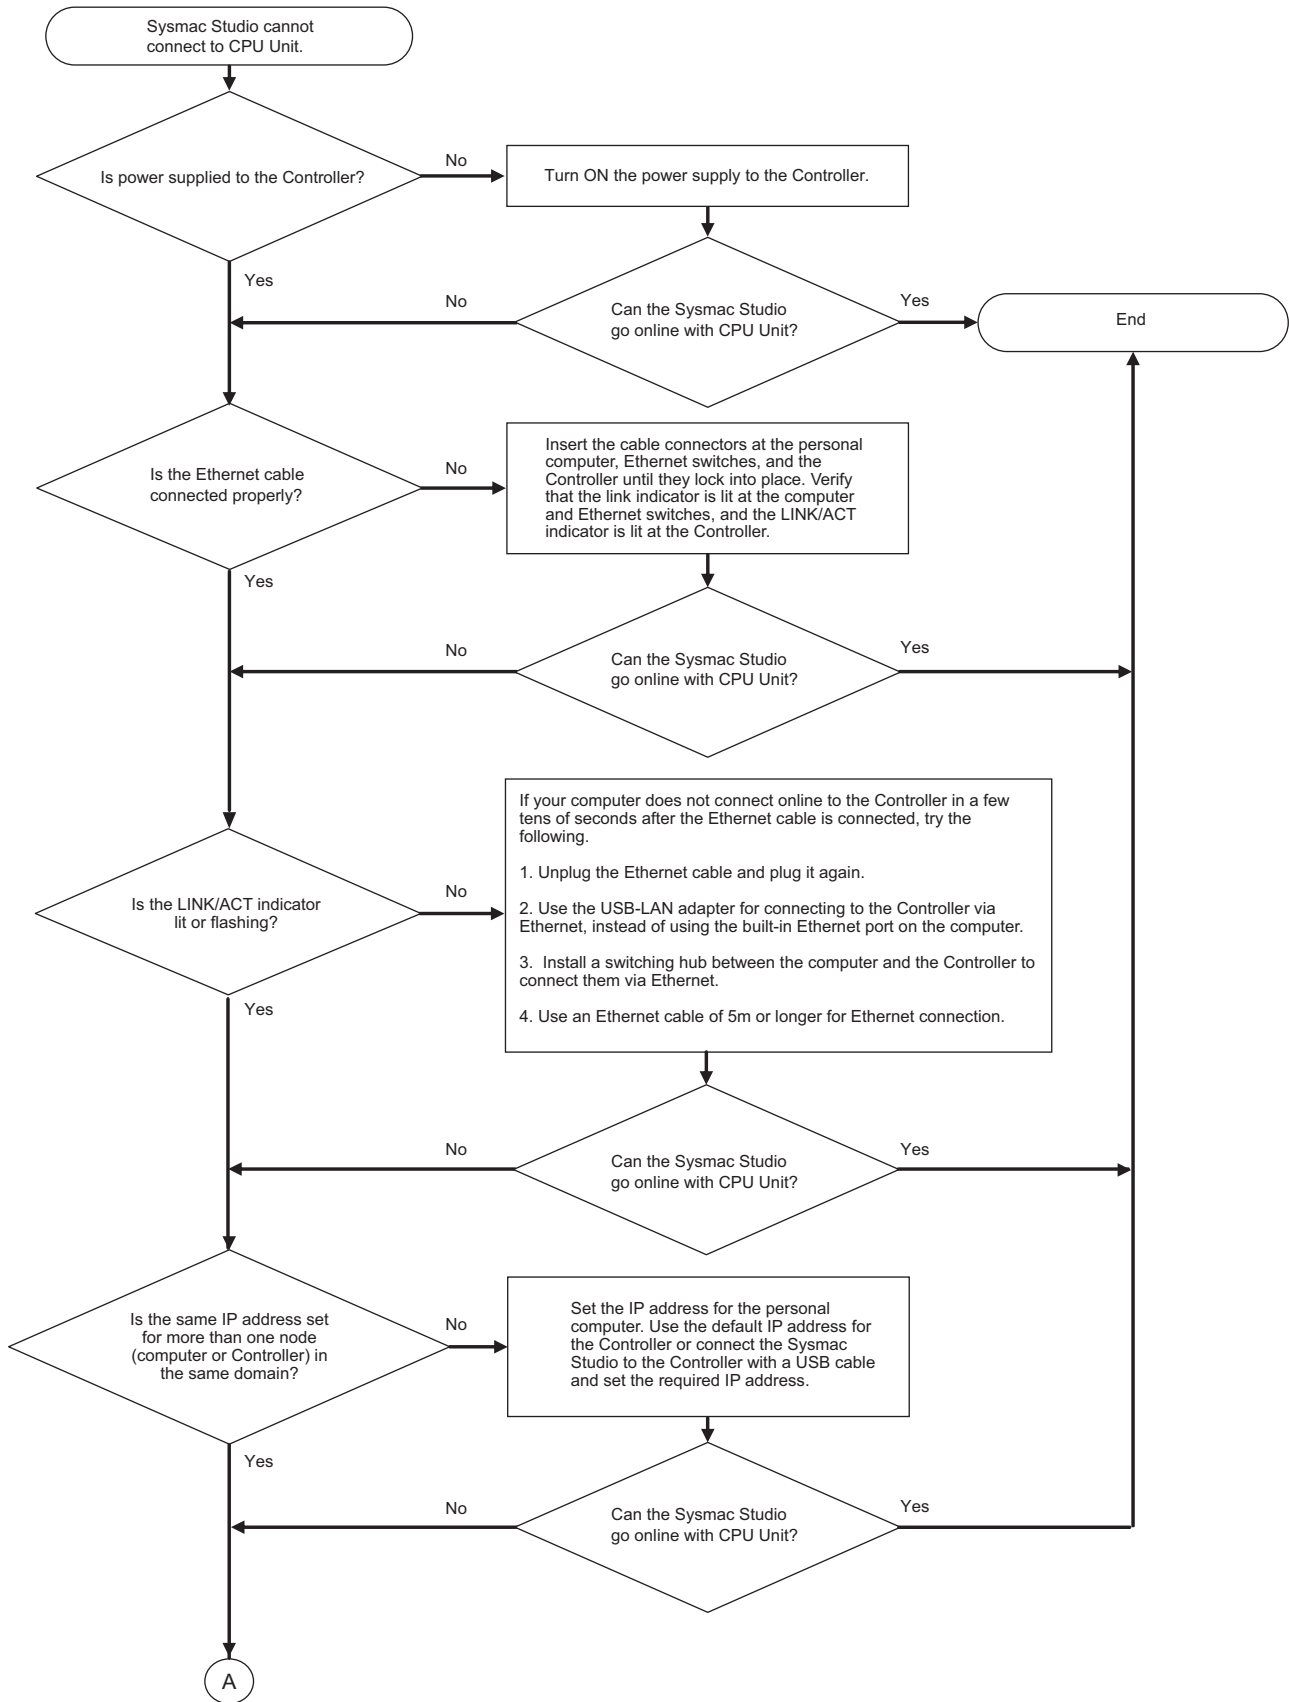 Sysmac Studio cannot
connect to CPU Unit.
Is power supplied to the Controller?
No
Turn ON the power supply to the Controller.
Yes
No
Can the Sysmac Studio
go online with CPU Unit?
Yes
End
Is the Ethernet cable
connected properly?
No
Insert the cable connectors at the personal
computer, Ethernet switches, and the
Controller until they lock into place. Verify
that the link indicator is lit at the computer
and Ethernet switches, and the LINK/ACT
indicator is lit at the Controller.
Yes
No
Can the Sysmac Studio
go online with CPU Unit?
Yes
If your computer does not connect online to the Controller in a few
tens of seconds after the Ethernet cable is connected, try the
following.
1. Unplug the Ethernet cable and plug it again.
2. Use the USB-LAN adapter for connecting to the Controller via
Ethernet, instead of using the built-in Ethernet port on the computer.
3. Install a switching hub between the computer and the Controller to
connect them via Ethernet.
4. Use an Ethernet cable of 5m or longer for Ethernet connection.
Is the LINK/ACT indicator
lit or flashing?
No
Yes
No
Can the Sysmac Studio
go online with CPU Unit?
Yes
Is the same IP address set
for more than one node
(computer or Controller) in
the same domain?
No
Set the IP address for the personal
computer. Use the default IP address for
the Controller or connect the Sysmac
Studio to the Controller with a USB cable
and set the required IP address.
Yes
No
Can the Sysmac Studio
go online with CPU Unit?
Yes
A